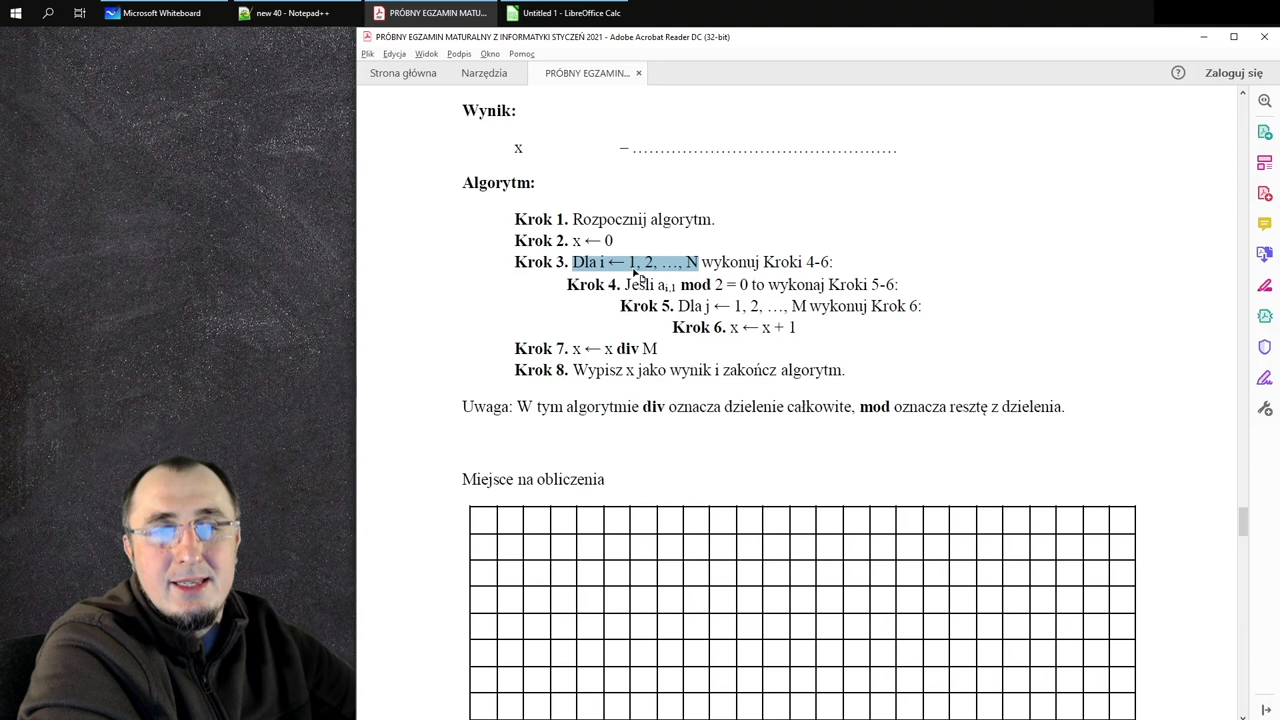 Microsoft Whiteboard
new 40 - Notepad++
PRÓBNY EGZAMIN MATU...
Untitled 1 - LibreOffice Calc
PRÓBNY EGZAMIN MATURALNY Z INFORMATYKI STYCZEŃ 2021 - Adobe Acrobat Reader DC (32-bit)
Plik Edycja Widok Podpis Okno Pomoc
Strona główna Narzędzia PRÓBNY EGZAMIN... × Zaloguj się
Wynik:
x – ................................................
Algorytm:
Krok 1. Rozpocznij algorytm.
Krok 2. x ← 0
Krok 3. Dla i ← 1, 2, …, N wykonuj Kroki 4-6:
Krok 4. Jeśli ai,1 mod 2 = 0 to wykonaj Kroki 5-6:
Krok 5. Dla j ← 1, 2, …, M wykonuj Krok 6:
Krok 6. x ← x + 1
Krok 7. x ← x div M
Krok 8. Wypisz x jako wynik i zakończ algorytm.
Uwaga: W tym algorytmie div oznacza dzielenie całkowite, mod oznacza resztę z dzielenia.
Miejsce na obliczenia